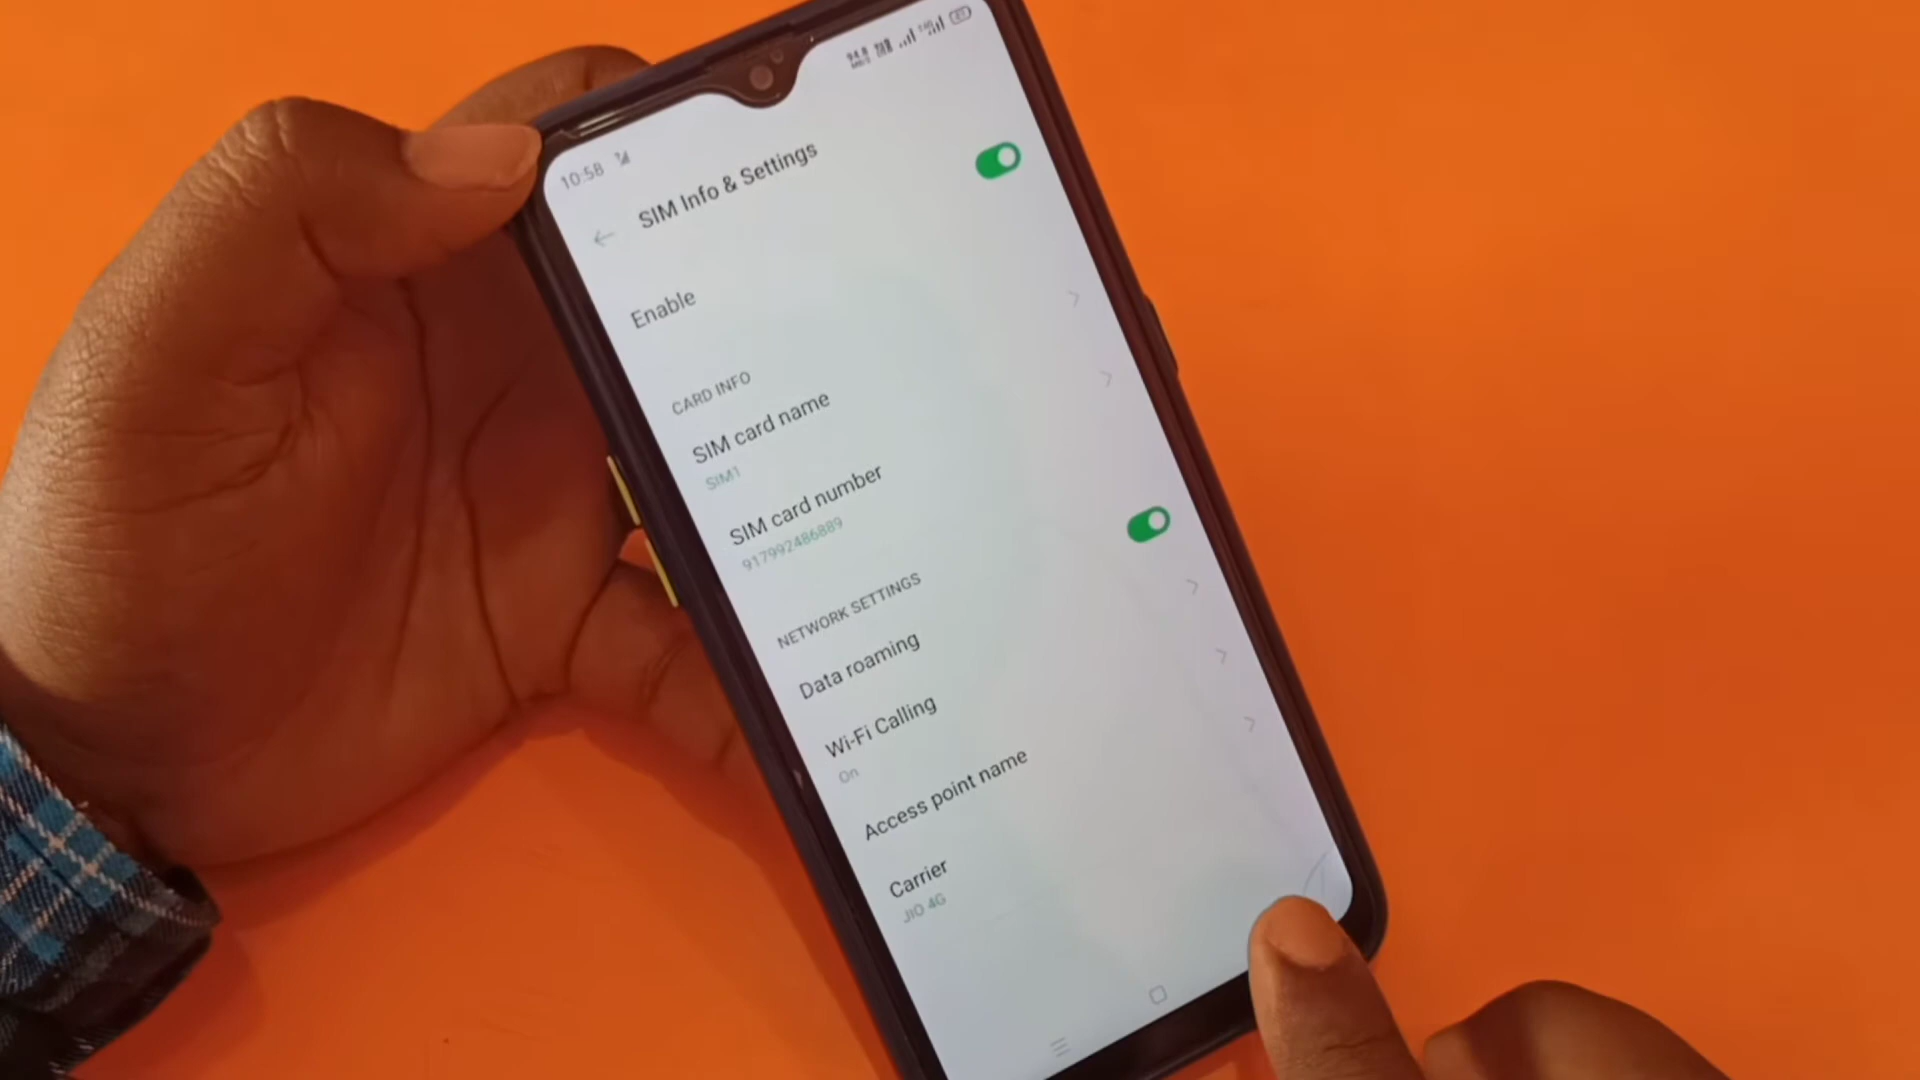 10:58
SIM Info & Settings
Enable
CARD INFO
SIM card name
SIM1
SIM card number
917992486889
NETWORK SETTINGS
Data roaming
Wi-Fi Calling
On
Access point name
Carrier
JIO 4G